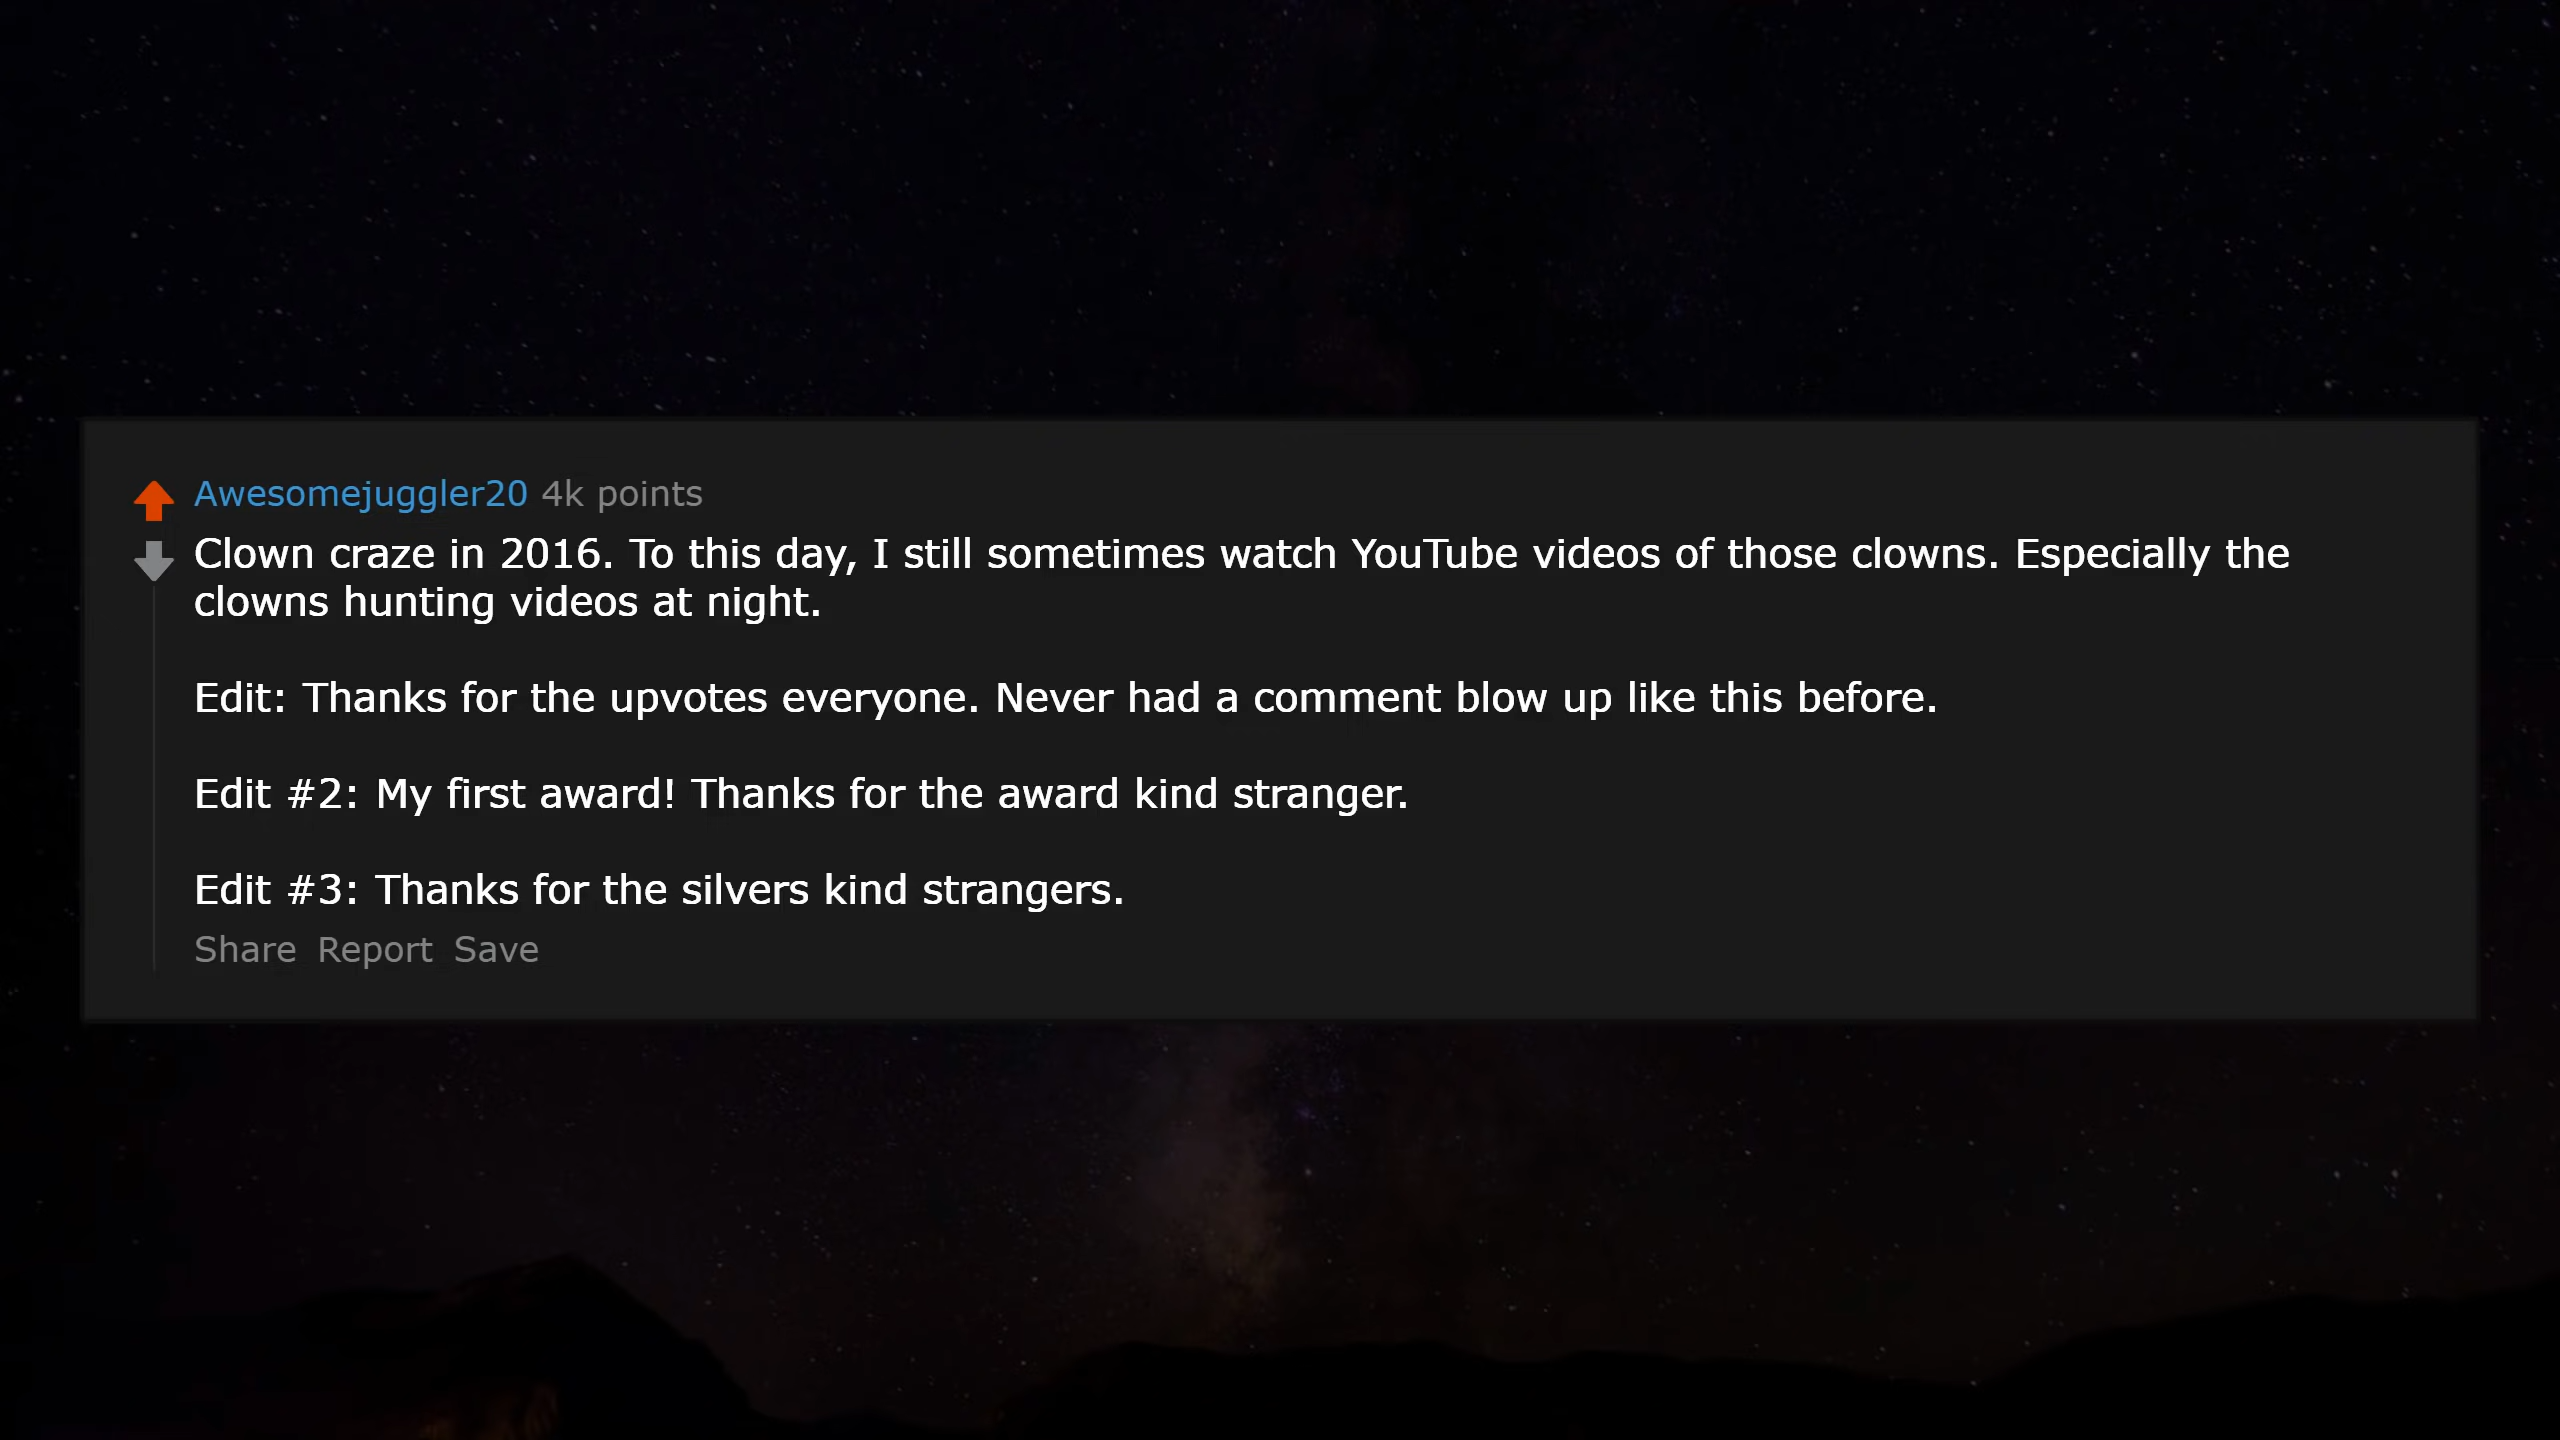 Awesomejuggler20 4k points
Clown craze in 2016. To this day, I still sometimes watch YouTube videos of those clowns. Especially the
clowns hunting videos at night.
Edit: Thanks for the upvotes everyone. Never had a comment blow up like this before.
Edit #2: My first award! Thanks for the award kind stranger.
Edit #3: Thanks for the silvers kind strangers.
Share Report Save